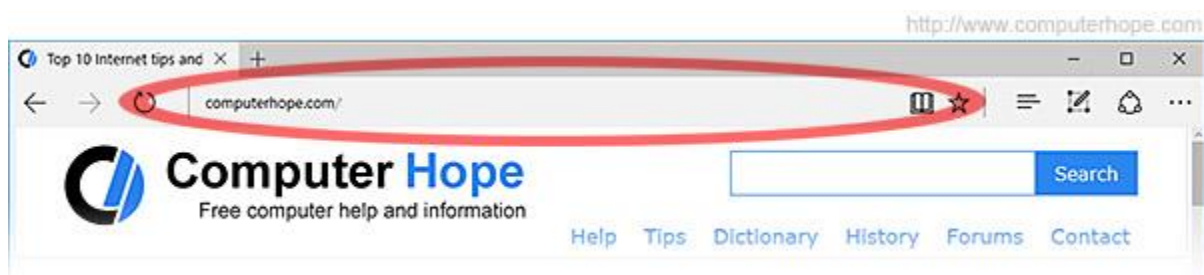 http://www.computerhope.com
Top 10 Internet tips and
computerhope.com/
Computer Hope
Free computer help and information
Search
Help Tips Dictionary History Forums Contact